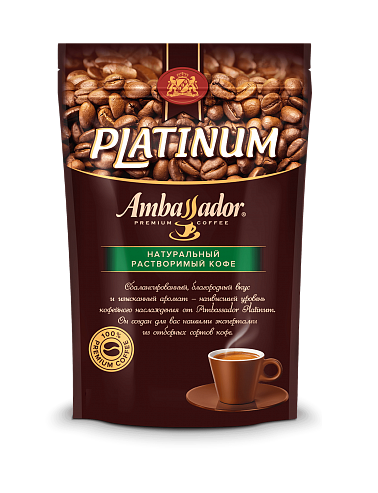 PLATINUM
Ambassador®
PREMIUM COFFEE
НАТУРАЛЬНЫЙ
РАСТВОРИМЫЙ КОФЕ
Сбалансированный, благородный вкус
и изысканный аромат – наивысший уровень
кофейного наслаждения от Ambassador Platinum.
Он создан для вас нашими экспертами
из отборных сортов кофе.
100%
PREMIUM COFFEE